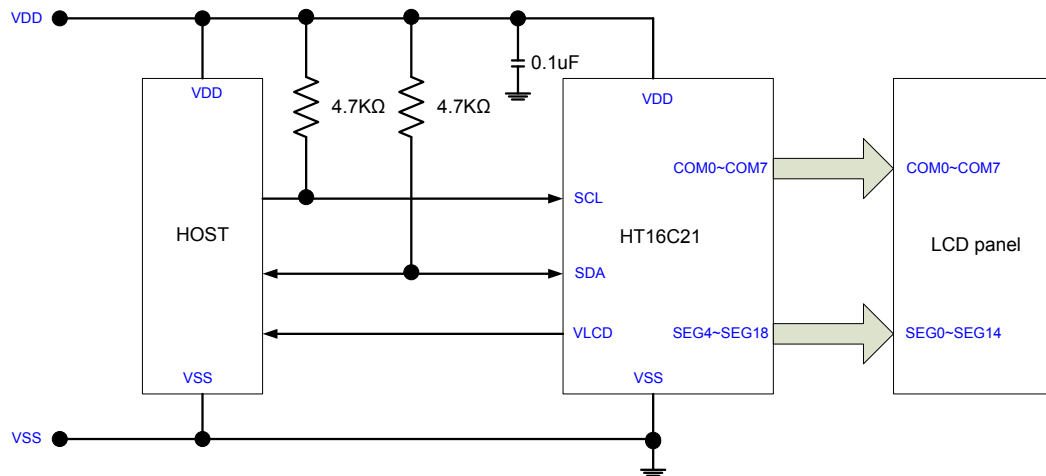 VDD
0.1uF
VDD
4.7KΩ
4.7KΩ
VDD
COM0~COM7
COM0~COM7
SCL
HOST
HT16C21
LCD panel
SDA
VLCD
SEG4~SEG18
SEG0~SEG14
VSS
VSS
VSS